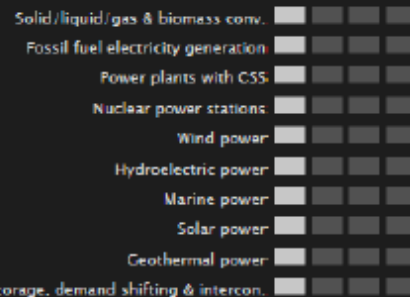 Solid/liquid/gas & biomass conv.
Fossil fuel electricity generation
Power plants with CSS
Nuclear power stations
Wind power
Hydroelectric power
Marine power
Solar power
Geothermal power
demand shifting & intercon.